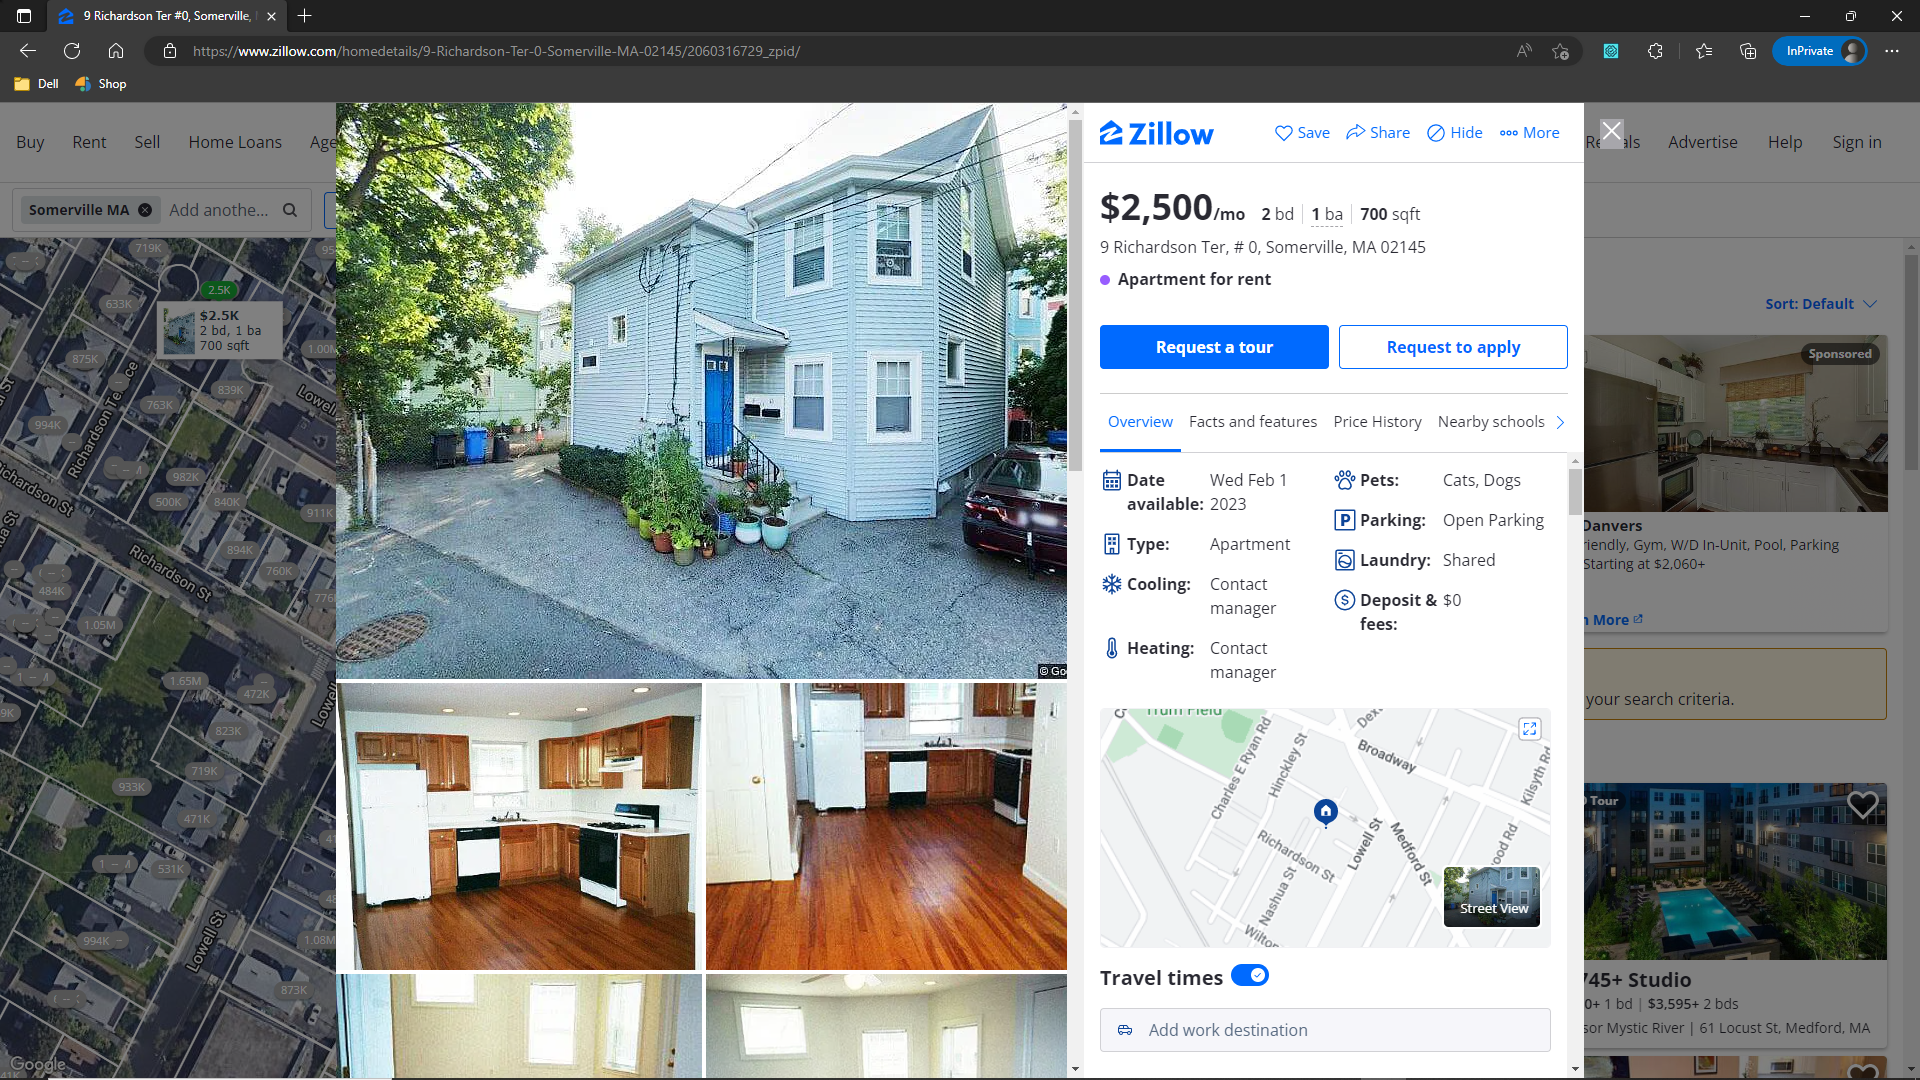 9 Richardson Ter #0, Somerville,
https://www.zillow.com/homedetails/9-Richardson-Ter-0-Somerville-MA-02145/2060316729_zpid/
InPrivate
Dell
Shop
Buy
Rent
Sell
Home Loans
Age
Somerville MA
Add anothe...
719K
2.5K
633K
$2.5K
2 bd, 1 ba
700 sqft
1.00M
875K
839K
763K
994K
Richardson Terrace
Lowell
982K
500K
840K
911K
Richardson St
894K
760K
776K
484K
1.05M
1.65M
472K
Lowell
823K
719K
933K
471K
531K
Lowell St
994K
1.08M
873K
Google
© Goo
Zillow
Save
Share
Hide
More
$2,500/mo
2 bd
1 ba
700 sqft
9 Richardson Ter, # 0, Somerville, MA 02145
Apartment for rent
Request a tour
Request to apply
Overview
Facts and features
Price History
Nearby schools
Date available:
Wed Feb 1 2023
Type:
Apartment
Cooling:
Contact manager
Heating:
Contact manager
Pets:
Cats, Dogs
P Parking:
Open Parking
Laundry:
Shared
$ Deposit & fees:
$0
Trum Field
Charles E Ryan Rd
Hinckley St
Dex
Broadway
Kilsyth Rd
Richardson St
Lowell St
Medford St
ood Rd
Nashua St
Wilton
Street View
Travel times
Add work destination
Rentals
Advertise
Help
Sign in
Sort: Default
Sponsored
Danvers
riendly, Gym, W/D In-Unit, Pool, Parking
Starting at $2,060+
n More
your search criteria.
D Tour
745+ Studio
0+ 1 bd | $3,595+ 2 bds
sor Mystic River | 61 Locust St, Medford, MA